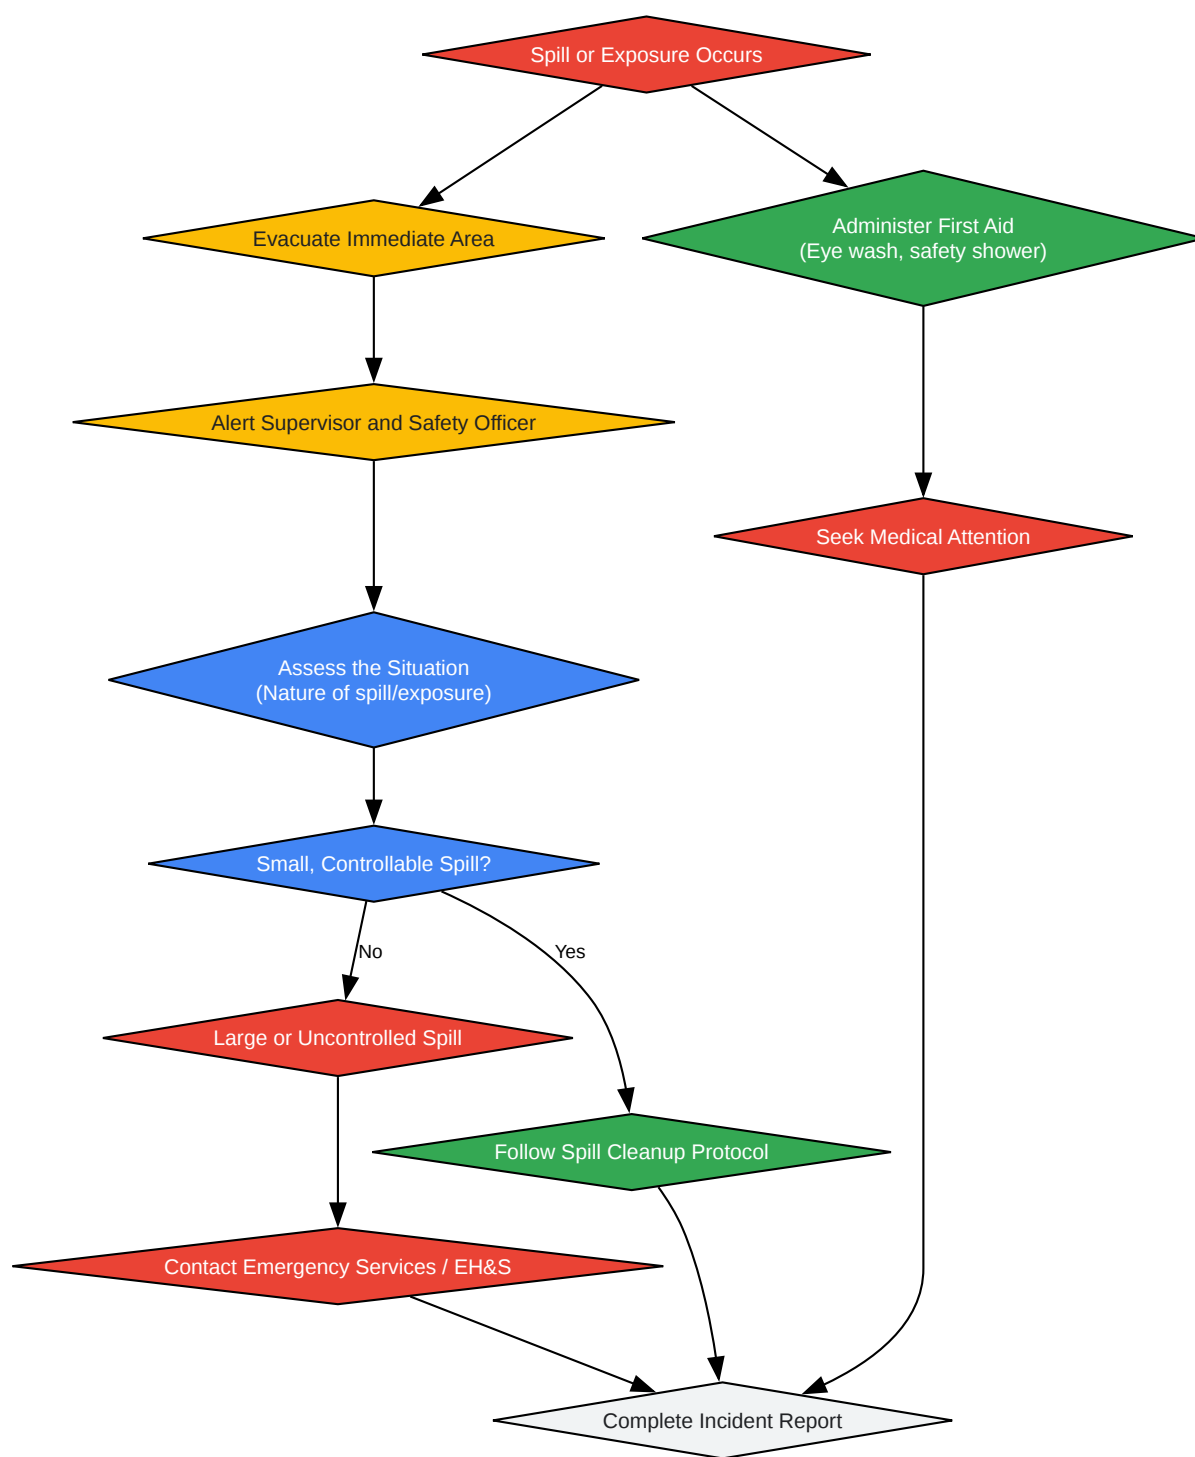 Spill or Exposure Occurs
Evacuate Immediate Area
Administer First Aid
(Eye wash, safety shower)
Alert Supervisor and Safety Officer
Seek Medical Attention
Assess the Situation
(Nature of spill/exposure)
Small, Controllable Spill?
No
Yes
Large or Uncontrolled Spill
Follow Spill Cleanup Protocol
Contact Emergency Services / EH&S
Complete Incident Report